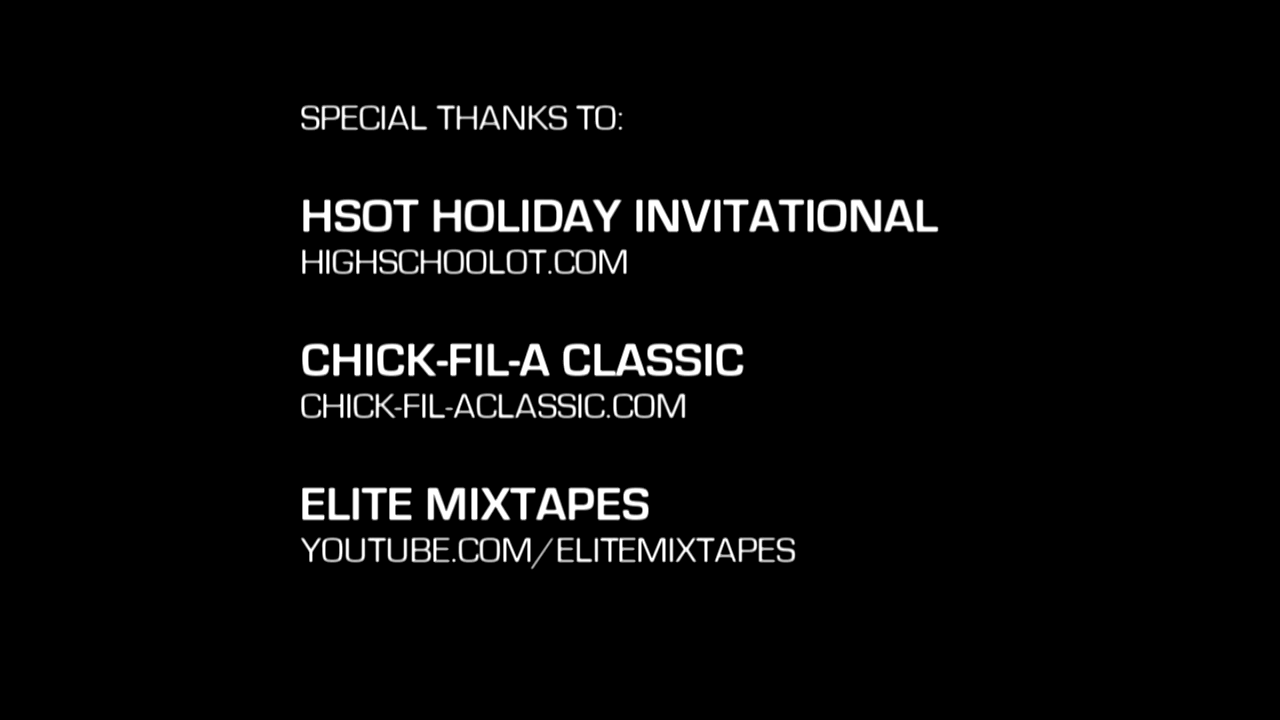 SPECIAL THANKS TO:
HSOT HOLIDAY INVITATIONAL
HIGHSCHOOLOT.COM
CHICK-FIL-A CLASSIC
CHICK-FIL-ACLASSIC.COM
ELITE MIXTAPES
YOUTUBE.COM/ELITEMIXTAPES